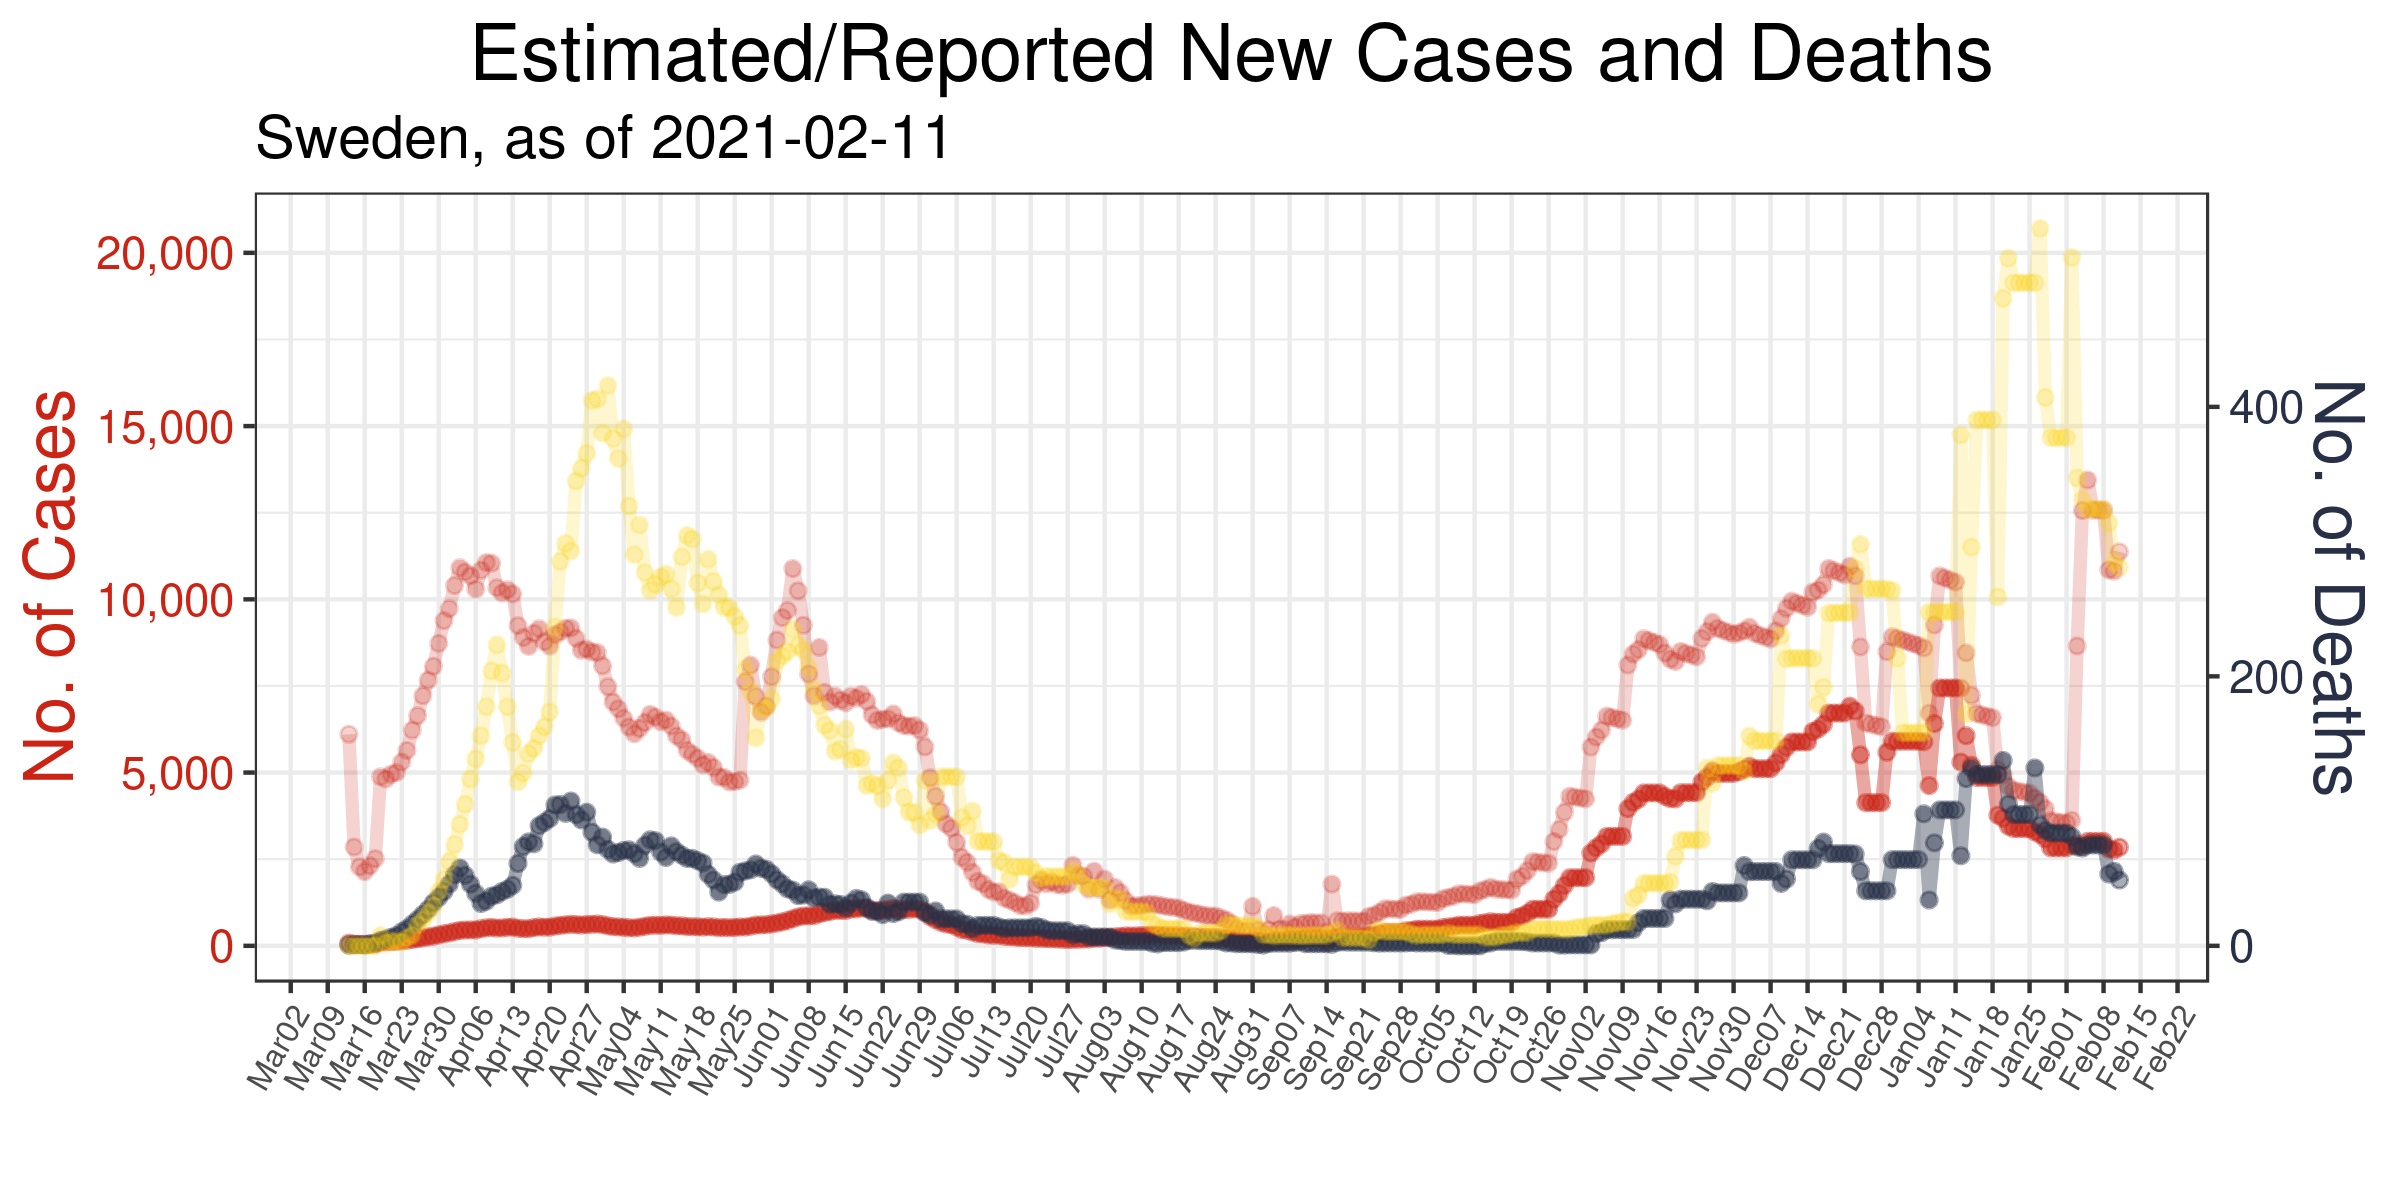 Estimated/Reported New Cases and Deaths
Sweden, as of 2021-02-11
No. of Cases
20,000
15,000
10,000
5,000
0
400
200
0
No. of Deaths
Mar02 Mar09 Mar16 Mar23 Mar30 Apr06 Apr13 Apr20 Apr27 May04 May11 May18 May25 Jun01 Jun08 Jun15 Jun22 Jun29 Jul06 Jul13 Jul20 Jul27 Aug03 Aug10 Aug17 Aug24 Aug31 Sep07 Sep14 Sep21 Sep28 Oct05 Oct12 Oct19 Oct26 Nov02 Nov09 Nov16 Nov23 Nov30 Dec07 Dec14 Dec21 Dec28 Jan04 Jan11 Jan18 Jan25 Feb01 Feb08 Feb15 Feb22